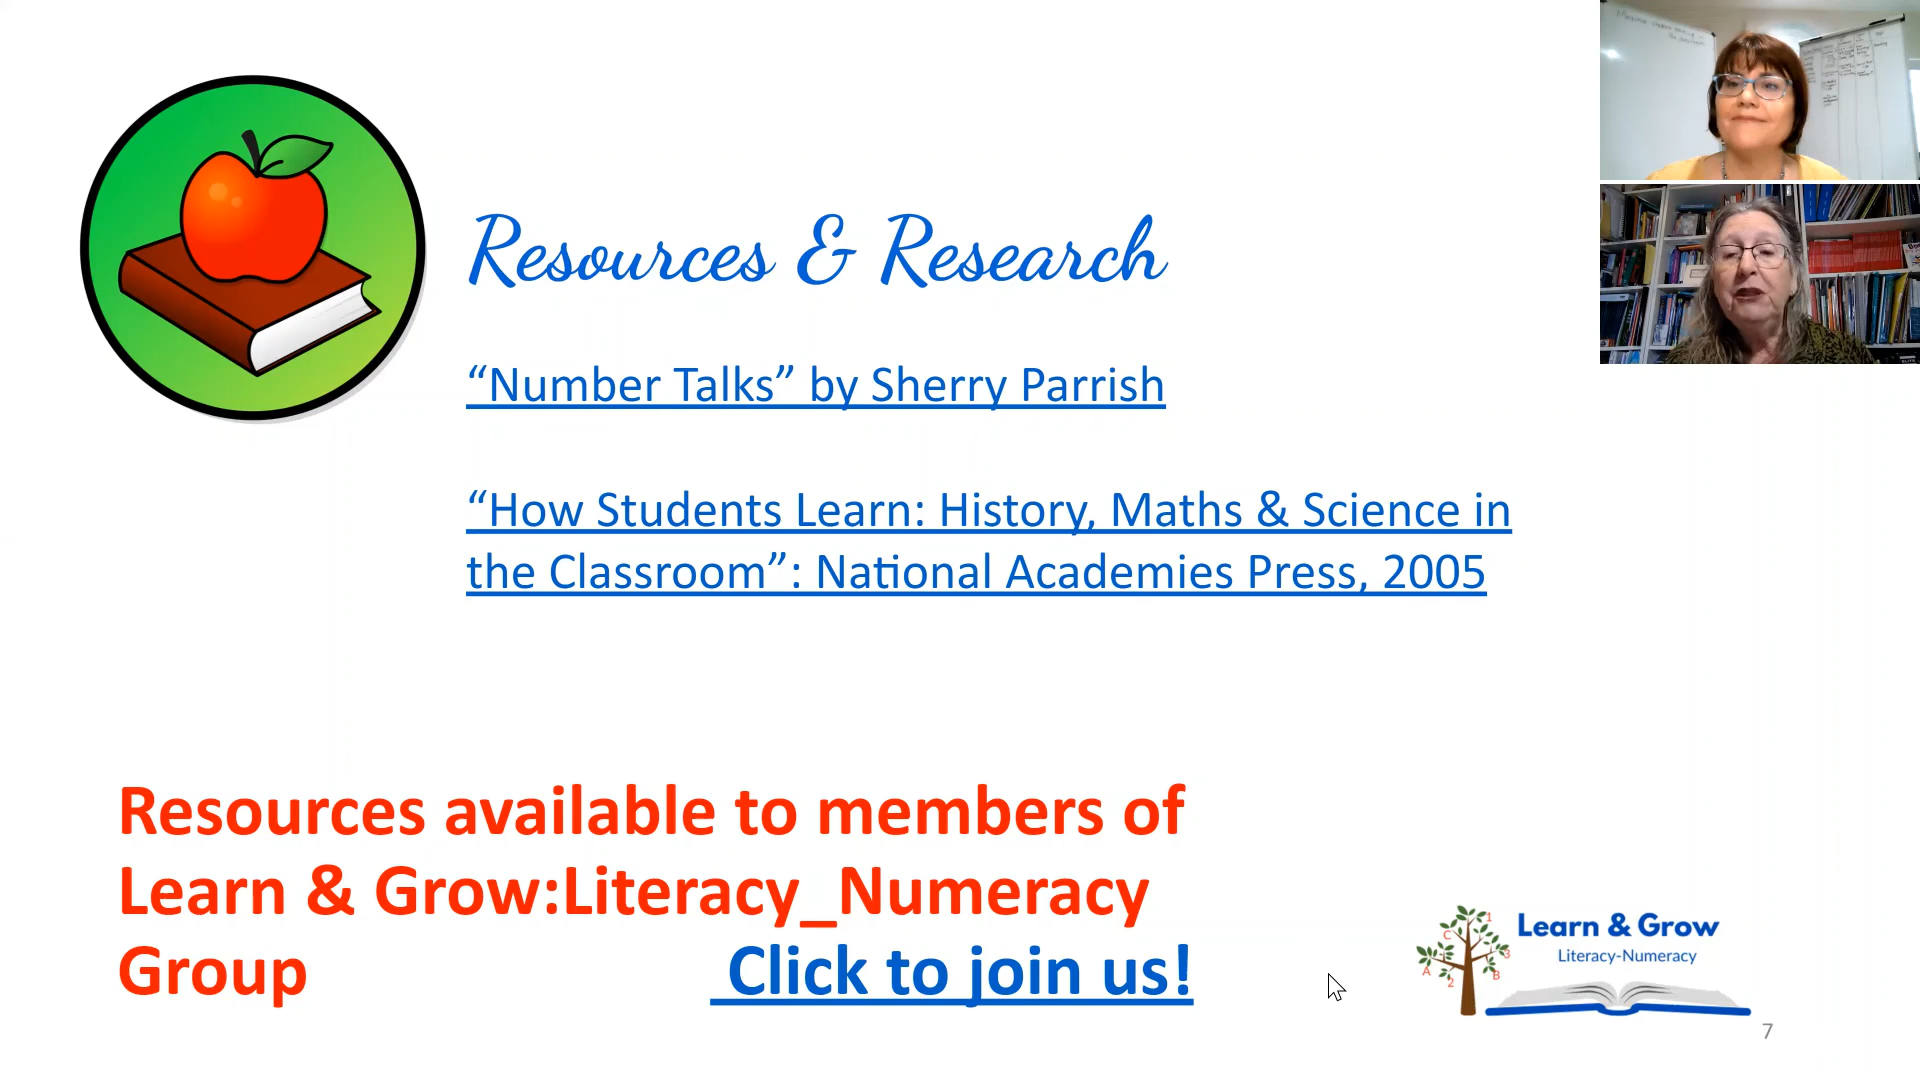 Resources & Research
“Number Talks” by Sherry Parrish
“How Students Learn: History, Maths & Science in
the Classroom”: National Academies Press, 2005
Resources available to members of
Learn & Grow:Literacy_Numeracy
Group Click to join us!
Learn & Grow
Literacy-Numeracy
7